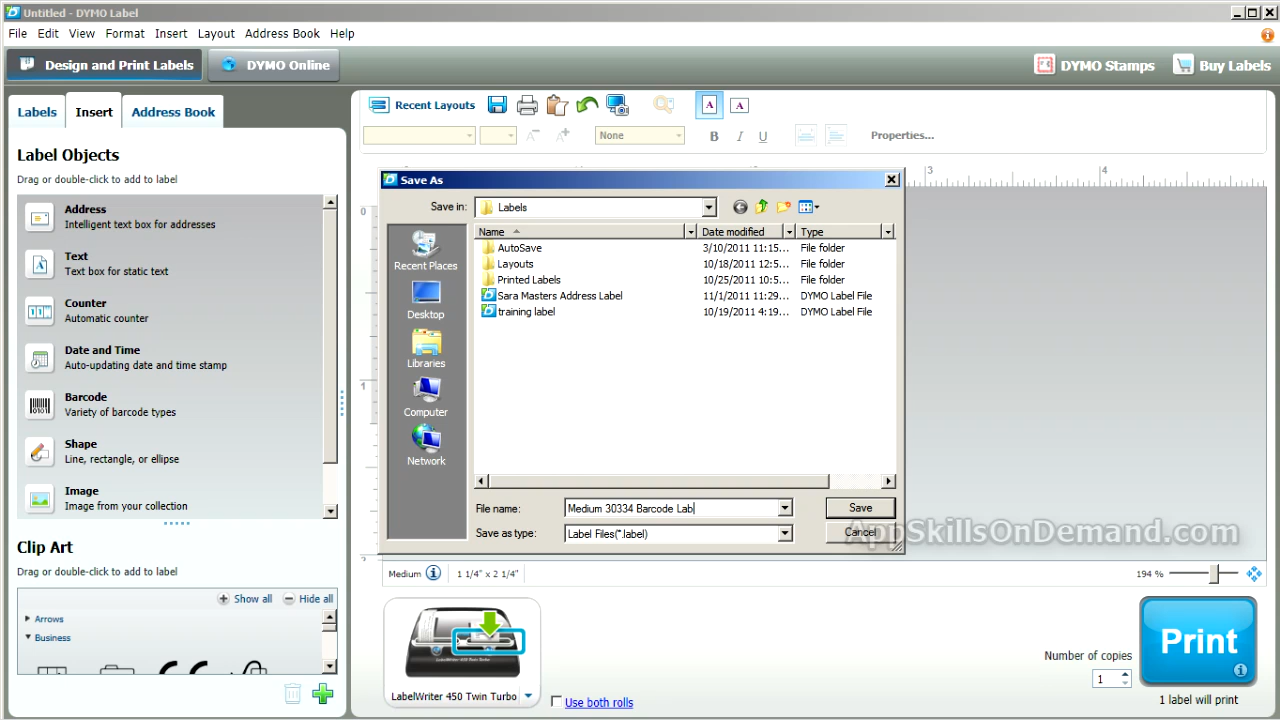 Untitled - DYMO Label
File Edit View Format Insert Layout Address Book Help
Design and Print Labels DYMO Online DYMO Stamps Buy Labels
Labels Insert Address Book
Label Objects
Drag or double-click to add to label
Address
Intelligent text box for addresses
Text
Text box for static text
Counter
Automatic counter
Date and Time
Auto-updating date and time stamp
Barcode
Variety of barcode types
Shape
Line, rectangle, or ellipse
Image
Image from your collection
Clip Art
Drag or double-click to add to label
Show all Hide all
Arrows
Business
Recent Layouts A A
None B I U Properties...
3 4
0
1
Save As
Save in: Labels
Name Date modified Type
AutoSave 3/10/2011 11:15... File folder
Layouts 10/18/2011 12:5... File folder
Printed Labels 10/25/2011 10:5... File folder
Sara Masters Address Label 11/1/2011 11:29... DYMO Label File
training label 10/19/2011 4:19... DYMO Label File
Recent Places
Desktop
Libraries
Computer
Network
File name: Medium 30334 Barcode Lab Save
Save as type: Label Files(*.label) Cancel
AppSkillsOnDemand.com
Medium 1 1/4" x 2 1/4" 194 %
LabelWriter 450 Twin Turbo
Use both rolls
Number of copies
1
Print
1 label will print